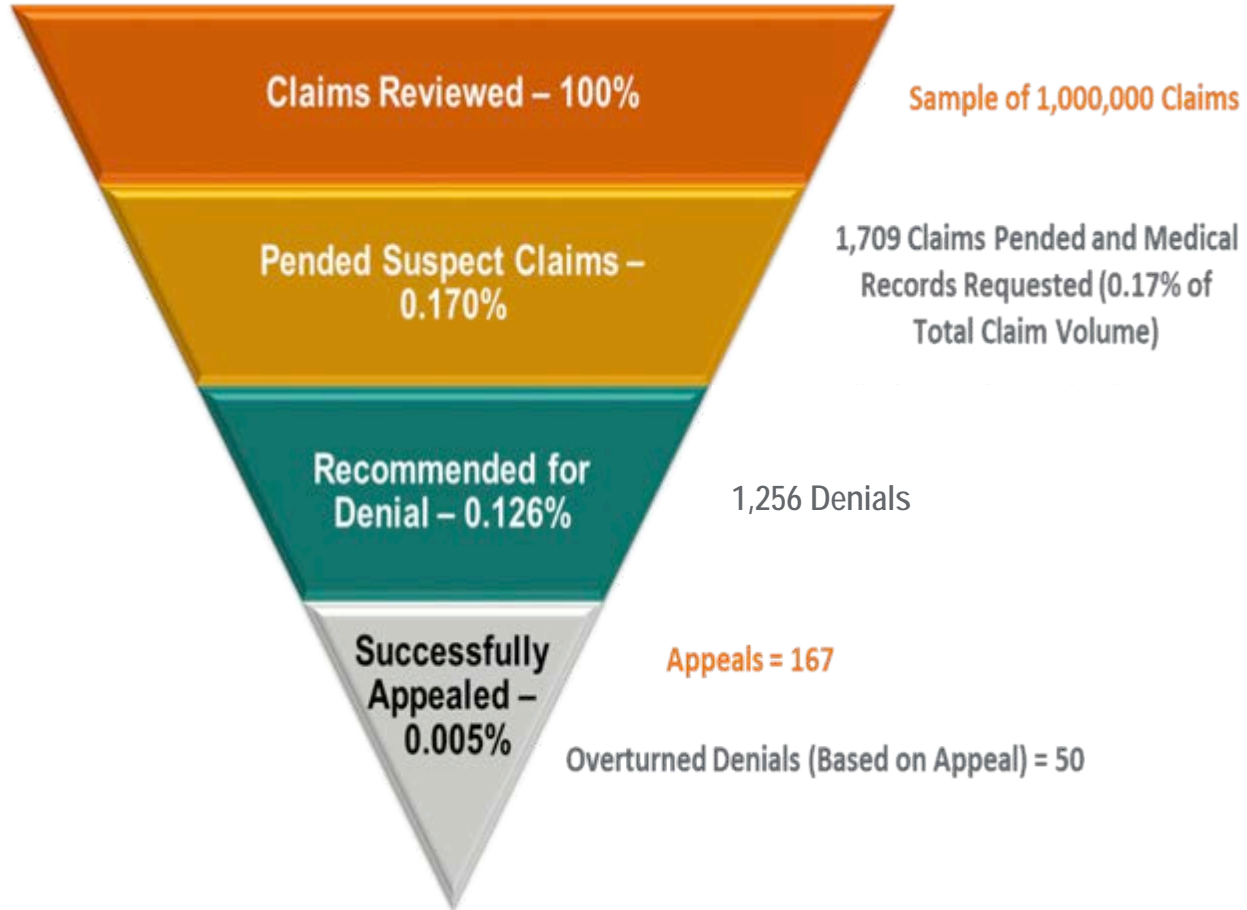 Claims Reviewed – 100%
Sample of 1,000,000 Claims
Pended Suspect Claims –
0.170%
1,709 Claims Pended and Medical
Records Requested (0.17% of
Total Claim Volume)
Recommended for
Denial – 0.126%
1,256 Denials
Successfully
Appealed –
0.005%
Appeals = 167
Overturned Denials (Based on Appeal) = 50